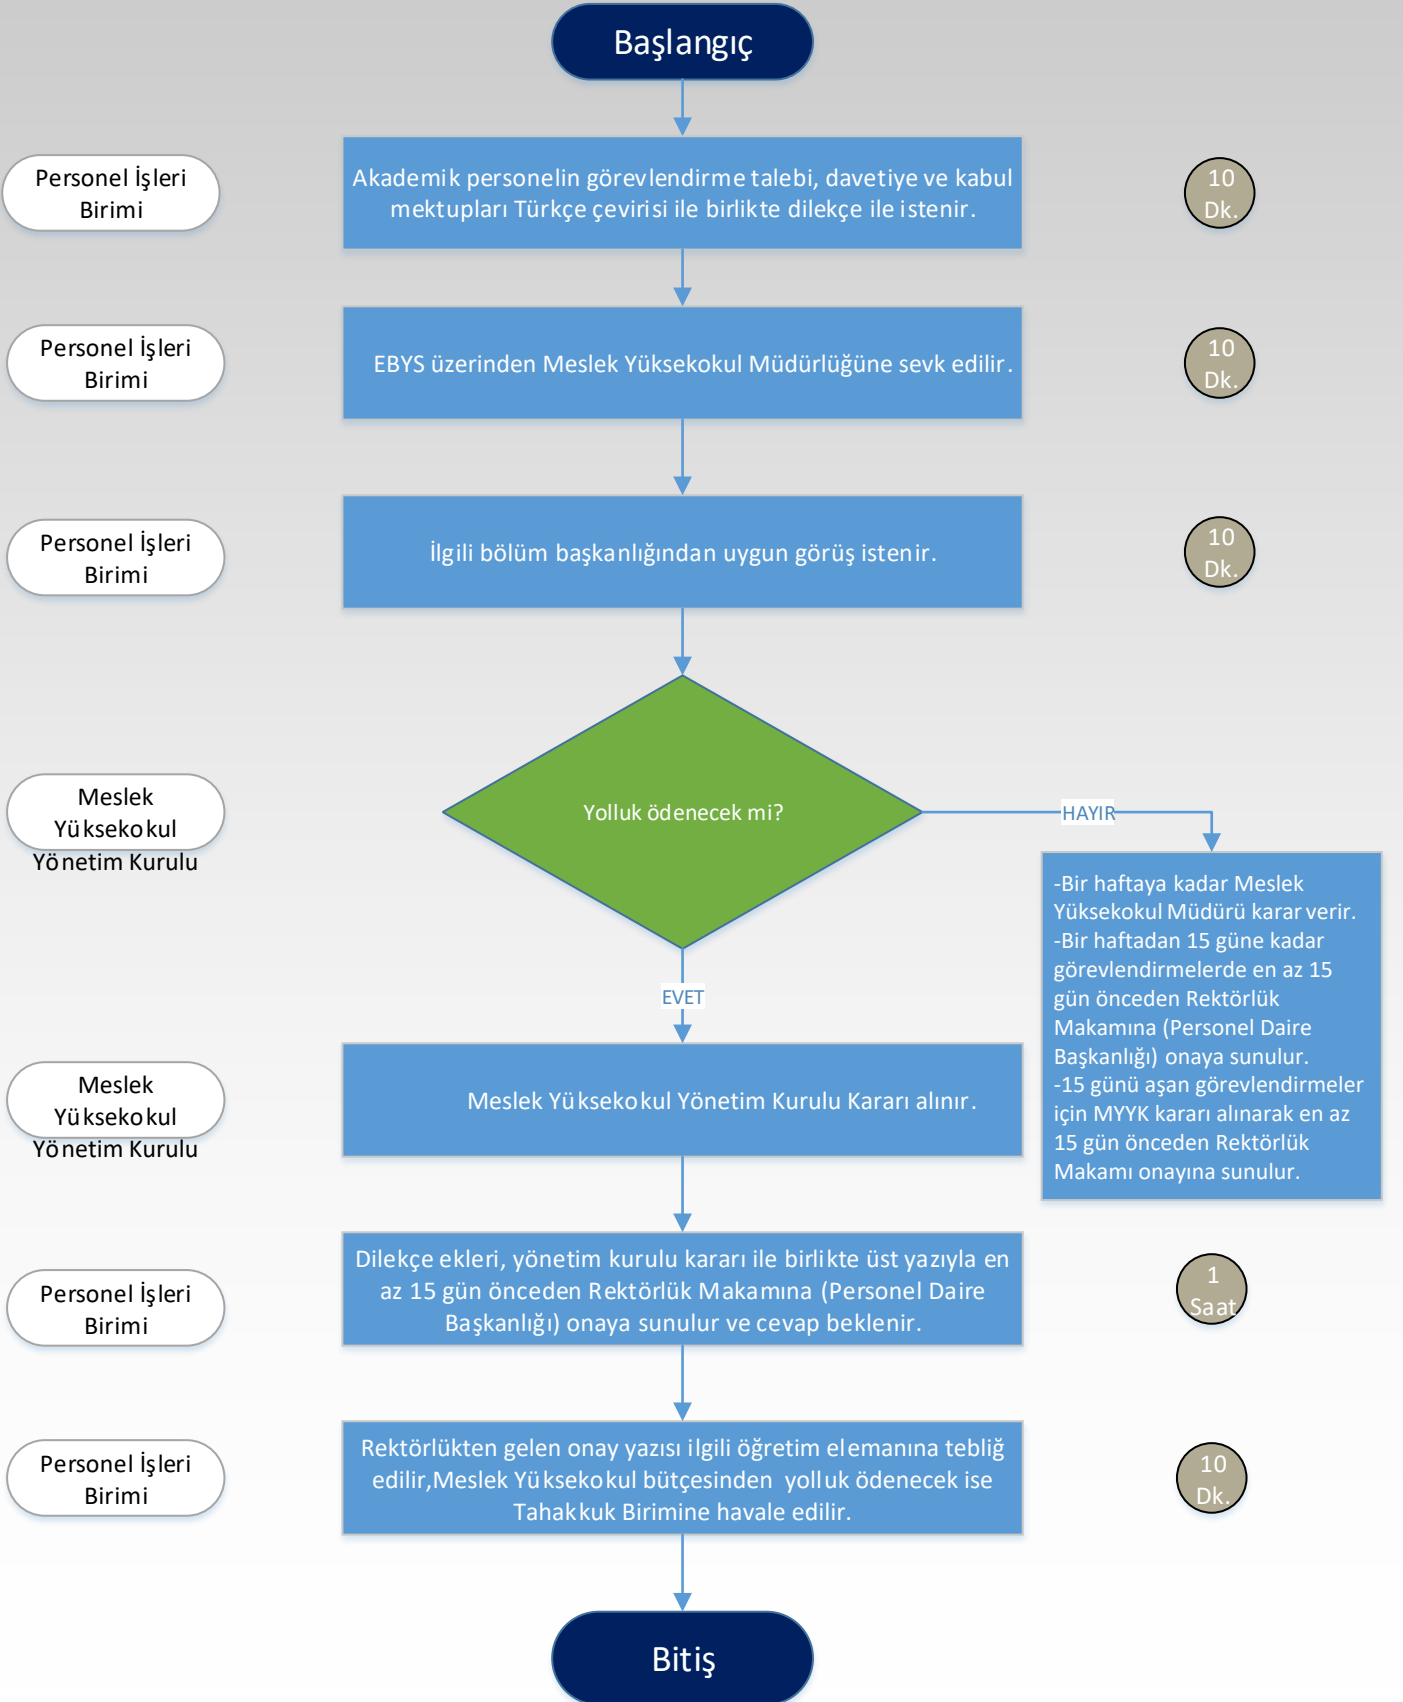 Başlangıç
Personel İşleri
Birimi
Akademik personelin görevlendirme talebi, davetiye ve kabul
mektupları Türkçe çevirisi ile birlikte dilekçe ile istenir.
10
Dk.
Personel İşleri
Birimi
EBYS üzerinden Meslek Yüksekokul Müdürlüğüne sevk edilir.
10
Dk.
Personel İşleri
Birimi
İlgili bölüm başkanlığından uygun görüş istenir.
10
Dk.
Meslek
Yüksekokul
Yönetim Kurulu
Yolluk ödenecek mi?
HAYIR
-Bir haftaya kadar Meslek
Yüksekokul Müdürü karar verir.
-Bir haftadan 15 güne kadar
görevlendirmelerde en az 15
gün önceden Rektörlük
Makamına (Personel Daire
Başkanlığı) onaya sunulur.
-15 günü aşan görevlendirmeler
için MYYK kararı alınarak en az
15 gün önceden Rektörlük
Makamı onayına sunulur.
EVET
Meslek
Yüksekokul
Yönetim Kurulu
Meslek Yüksekokul Yönetim Kurulu Kararı alınır.
Personel İşleri
Birimi
Dilekçe ekleri, yönetim kurulu kararı ile birlikte üst yazıyla en
az 15 gün önceden Rektörlük Makamına (Personel Daire
Başkanlığı) onaya sunulur ve cevap beklenir.
1
Saat
Personel İşleri
Birimi
Rektörlükten gelen onay yazısı ilgili öğretim elemanına tebliğ
edilir,Meslek Yüksekokul bütçesinden yolluk ödenecek ise
Tahakkuk Birimine havale edilir.
10
Dk.
Bitiş